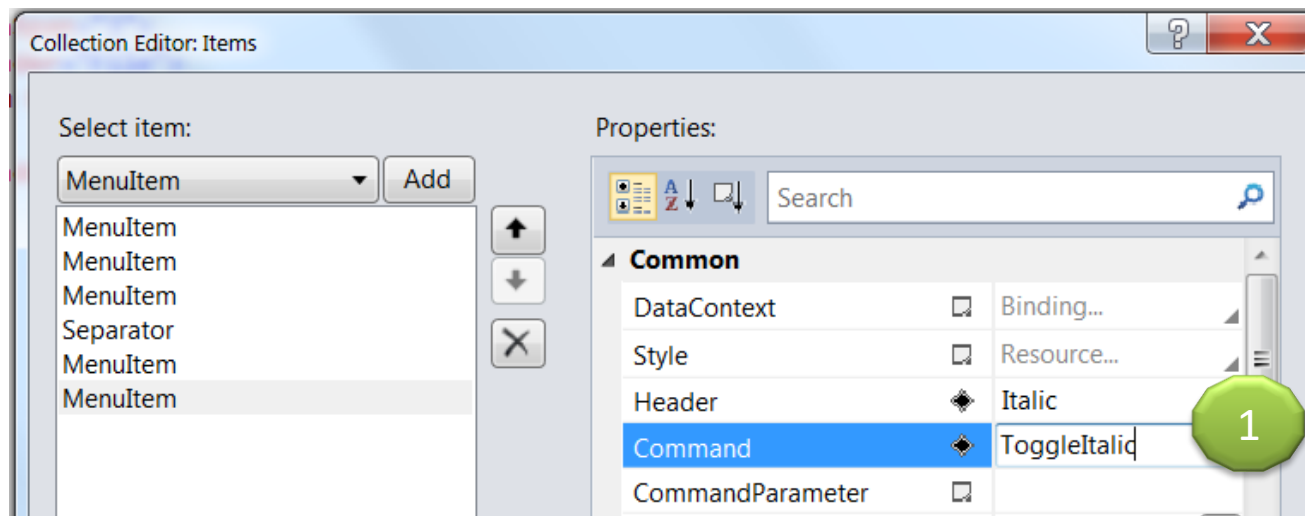 Collection Editor: Items
Select item:
MenuItem
Add
MenuItem
MenuItem
MenuItem
Separator
MenuItem
MenuItem
Properties:
Search
Common
DataContext Binding...
Style Resource...
Header Italic
Command ToggleItalic
CommandParameter
1